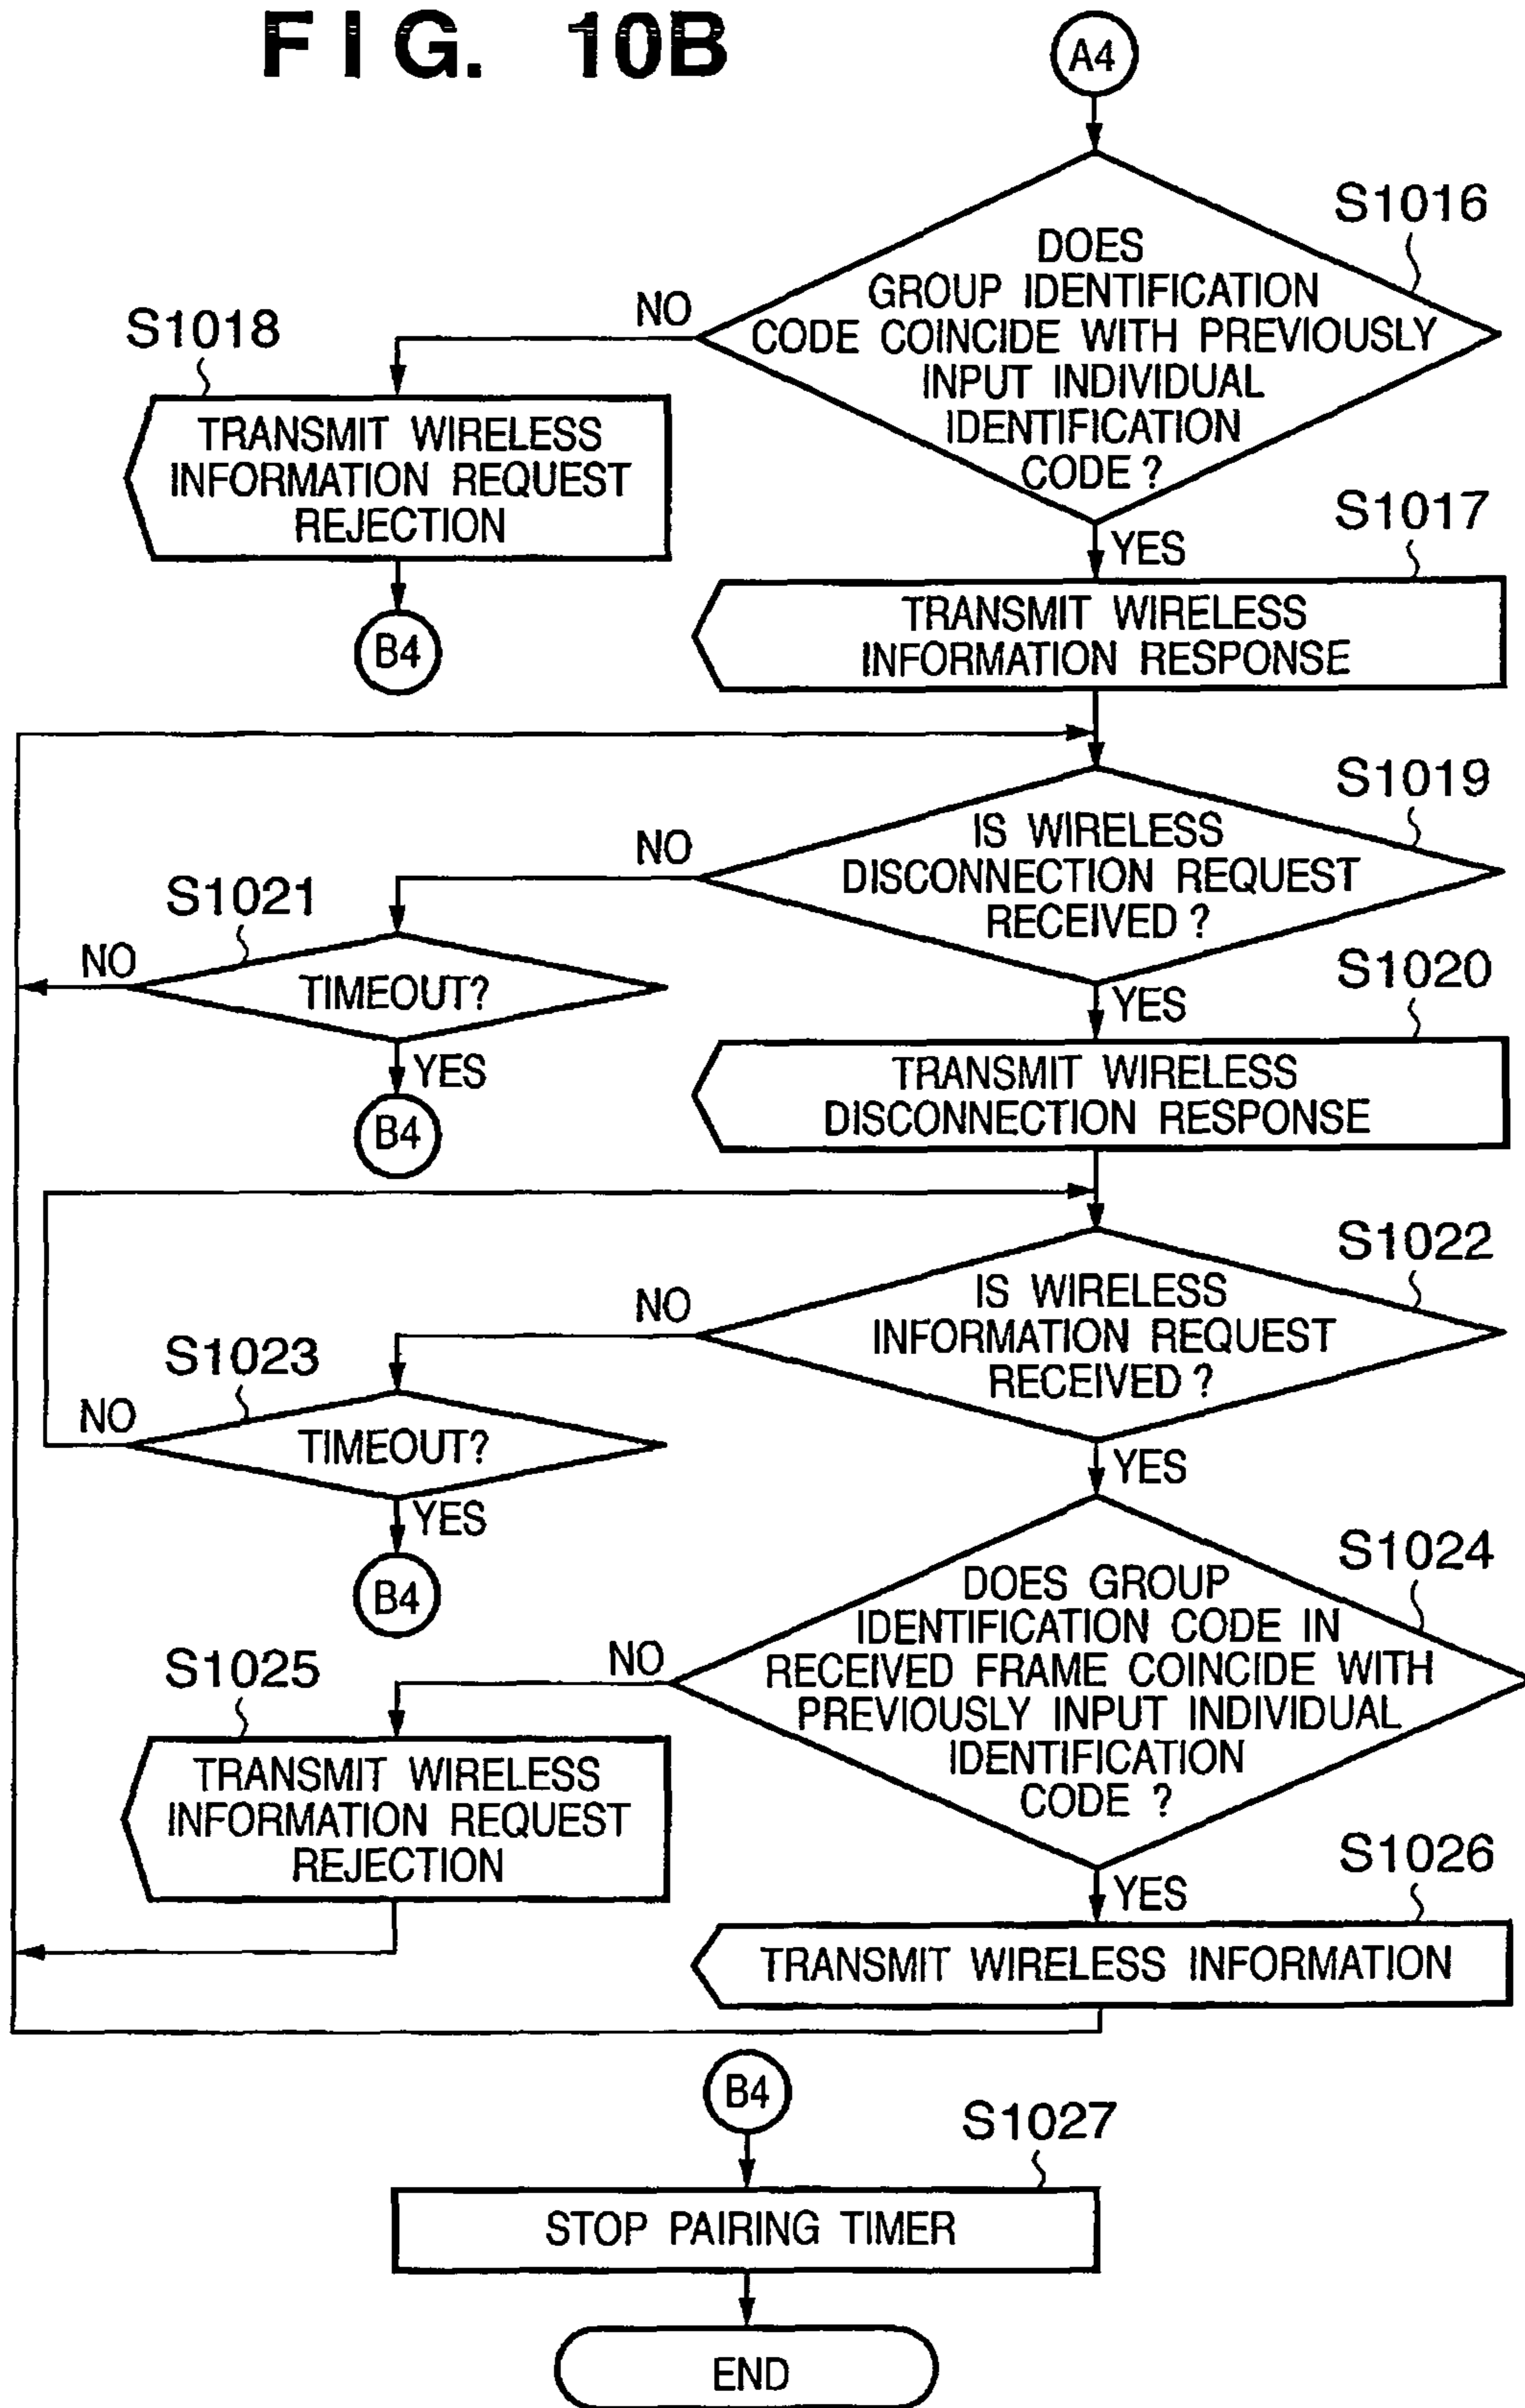 FIG. 10B
A4
S1016
DOES
GROUP IDENTIFICATION
CODE COINCIDE WITH PREVIOUSLY
INPUT INDIVIDUAL
IDENTIFICATION
CODE ?
NO
S1018
TRANSMIT WIRELESS
INFORMATION REQUEST
REJECTION
B4
YES
S1017
TRANSMIT WIRELESS
INFORMATION RESPONSE
S1019
IS WIRELESS
DISCONNECTION REQUEST
RECEIVED ?
NO
S1021
TIMEOUT?
NO
YES
B4
YES
S1020
TRANSMIT WIRELESS
DISCONNECTION RESPONSE
S1022
IS WIRELESS
INFORMATION REQUEST
RECEIVED ?
NO
S1023
TIMEOUT?
NO
YES
B4
YES
S1024
DOES GROUP
IDENTIFICATION CODE IN
RECEIVED FRAME COINCIDE WITH
PREVIOUSLY INPUT INDIVIDUAL
IDENTIFICATION
CODE ?
NO
S1025
TRANSMIT WIRELESS
INFORMATION REQUEST
REJECTION
YES
S1026
TRANSMIT WIRELESS INFORMATION
B4
S1027
STOP PAIRING TIMER
END